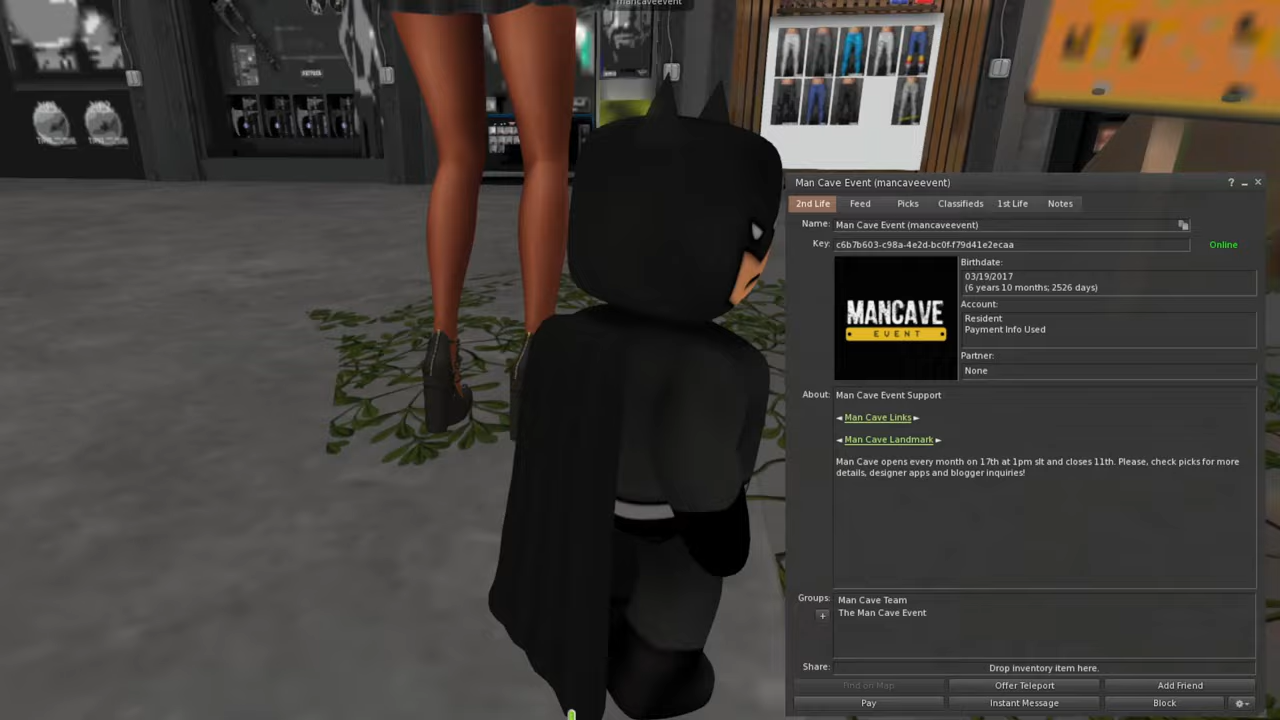 mancaveevent
Man Cave Event (mancaveevent)
2nd Life
Feed
Picks
Classifieds
1st Life
Notes
Name:
Man Cave Event (mancaveevent)
Key:
c6b7b603-c98a-4e2d-bc0f-f79d41e2ecaa
Online
Birthdate:
03/19/2017
(6 years 10 months; 2526 days)
Account:
Resident
Payment Info Used
Partner:
None
MANCAVE
EVENT
About:
Man Cave Event Support
Man Cave Links
Man Cave Landmark
Man Cave opens every month on 17th at 1pm slt and closes 11th. Please, check picks for more
details, designer apps and blogger inquiries!
Groups:
Man Cave Team
The Man Cave Event
Share:
Drop inventory item here.
Find on Map
Offer Teleport
Add Friend
Pay
Instant Message
Block